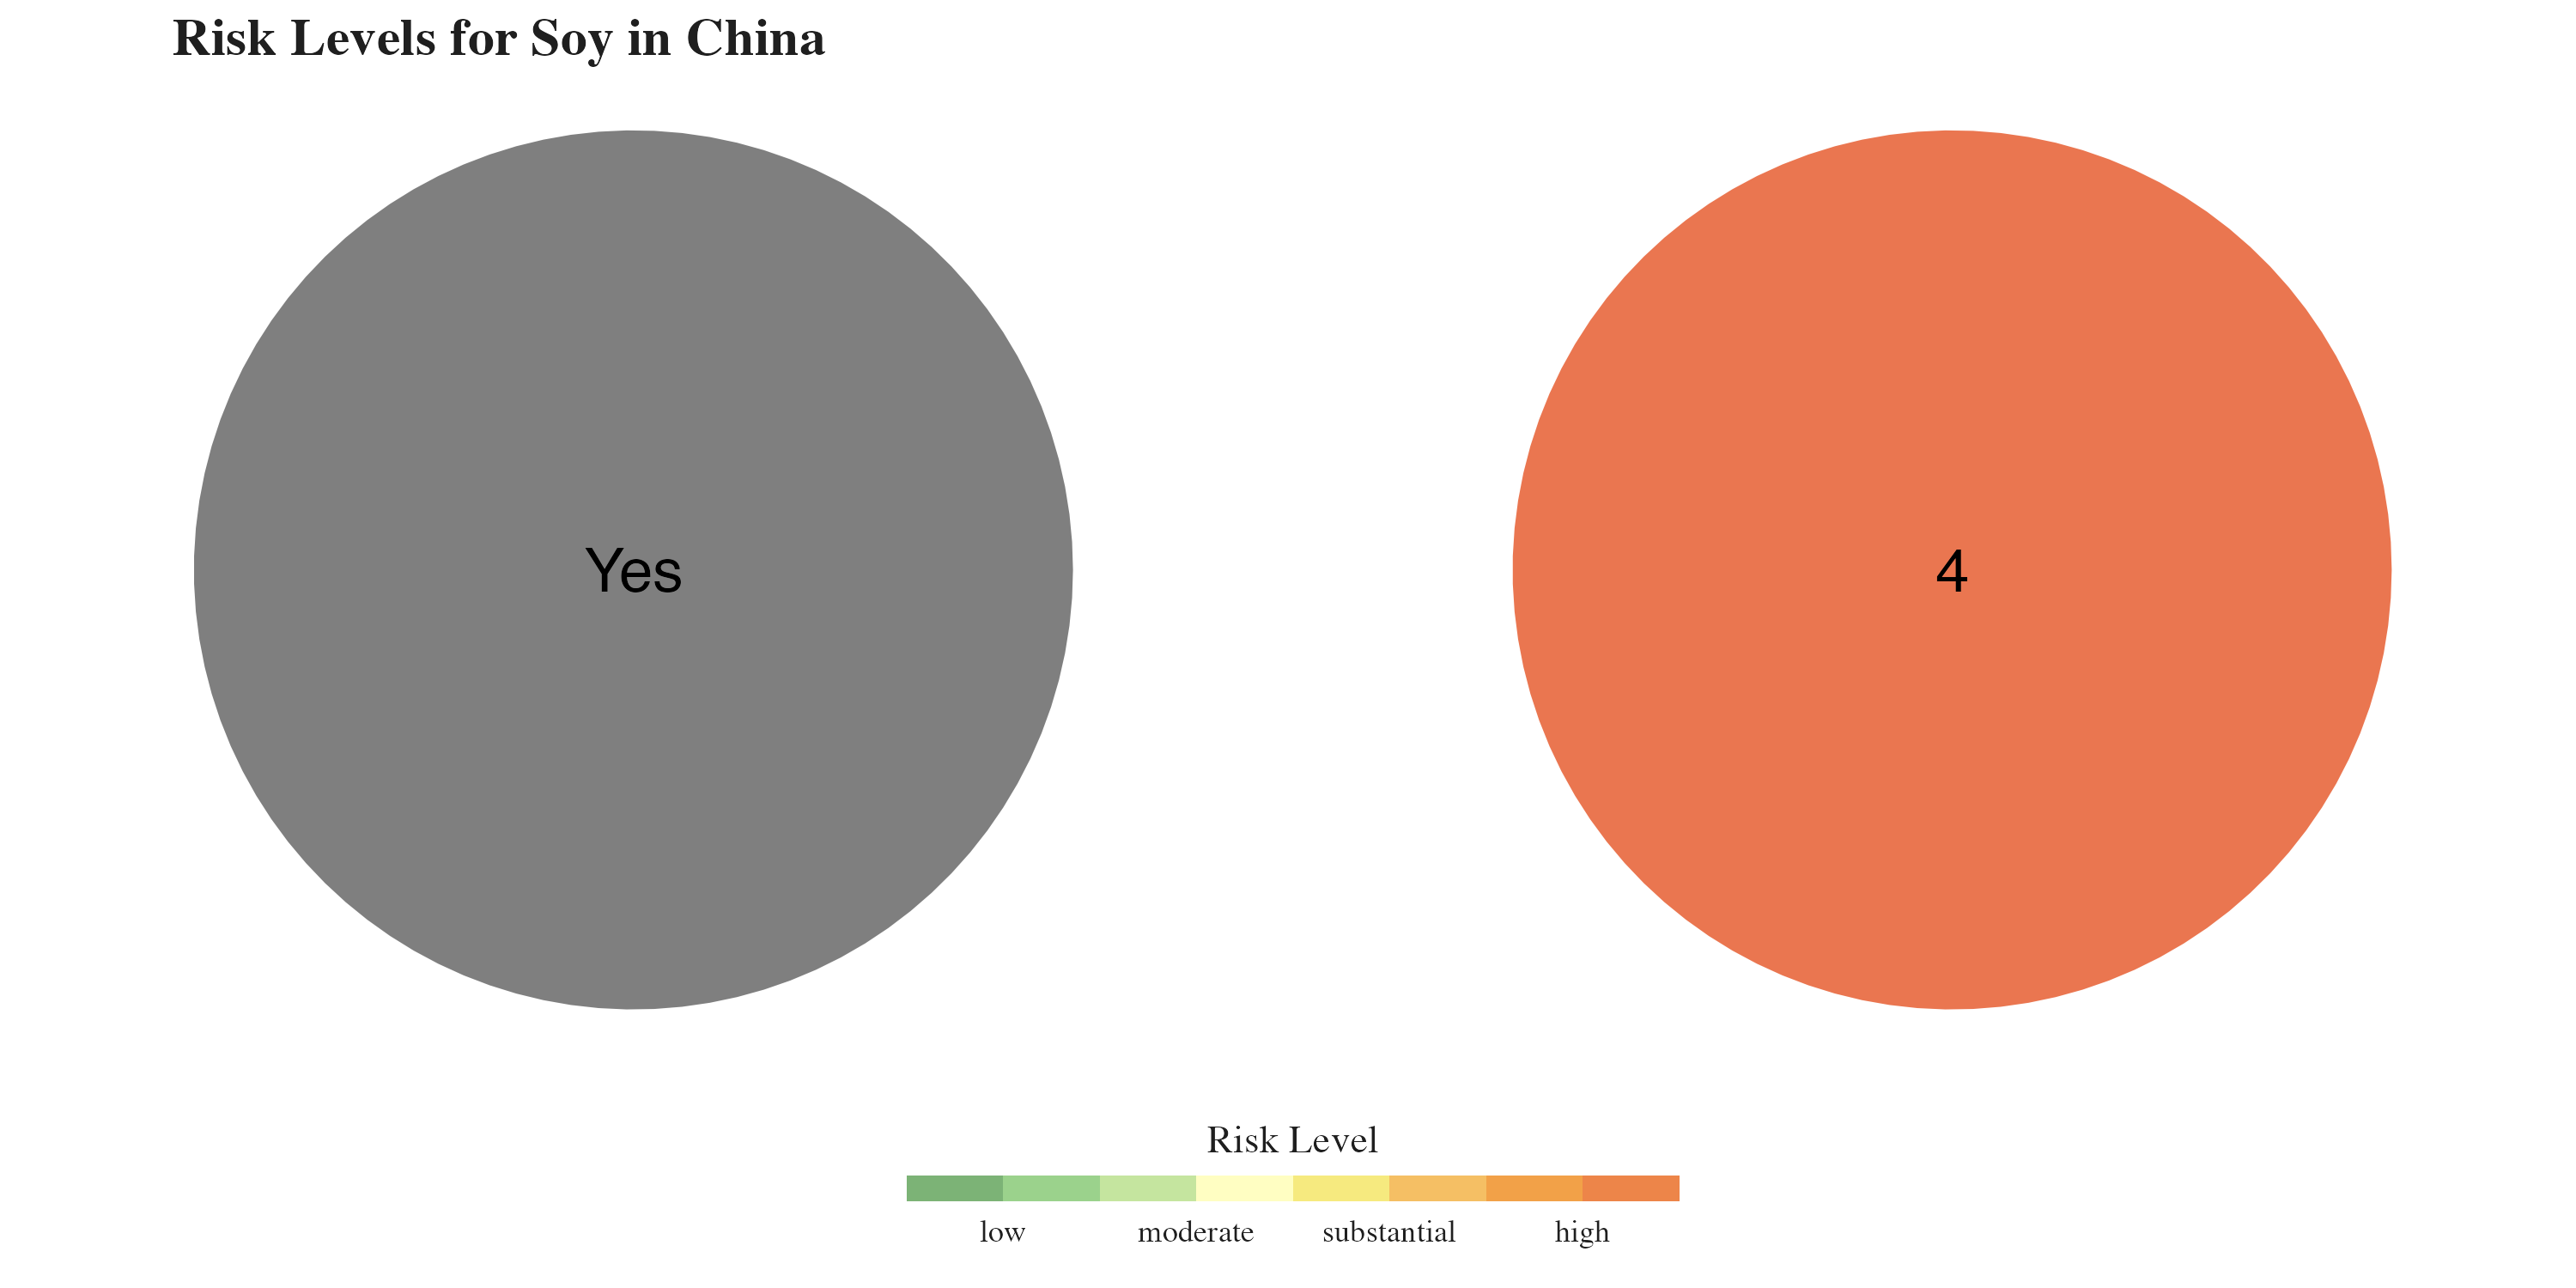 Risk Levels for Soy in China
Yes
4
Risk Level
low moderate substantial high